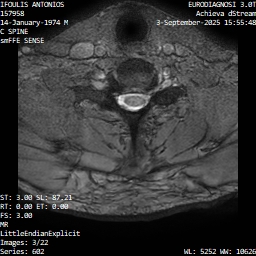 IFOULIS ANTONIOS
EURODIAGNOSI 3.0T
157958
Achieva dStream
14-January-1974 M
3-September-2025 15:55:48
C SPINE
smFFE SENSE
ST: 3.00 SL: 87.21
RT: 0.00 ET: 0.00
FS: 3.00
MR
LittleEndianExplicit
Images: 3/22
Series: 602
WL: 5252 WW: 10626